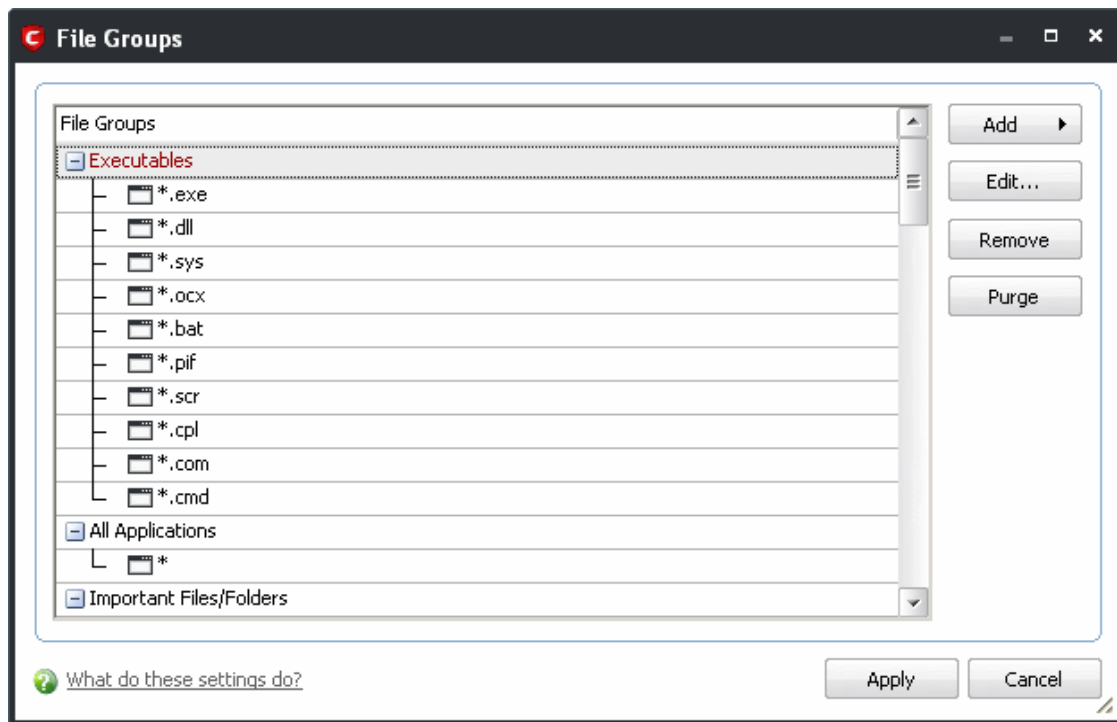 File Groups
File Groups
Executables
*.exe
*.dll
*.sys
*.ocx
*.bat
*.pif
*.scr
*.cpl
*.com
*.cmd
All Applications
*
Important Files/Folders
Add
Edit...
Remove
Purge
What do these settings do?
Apply
Cancel